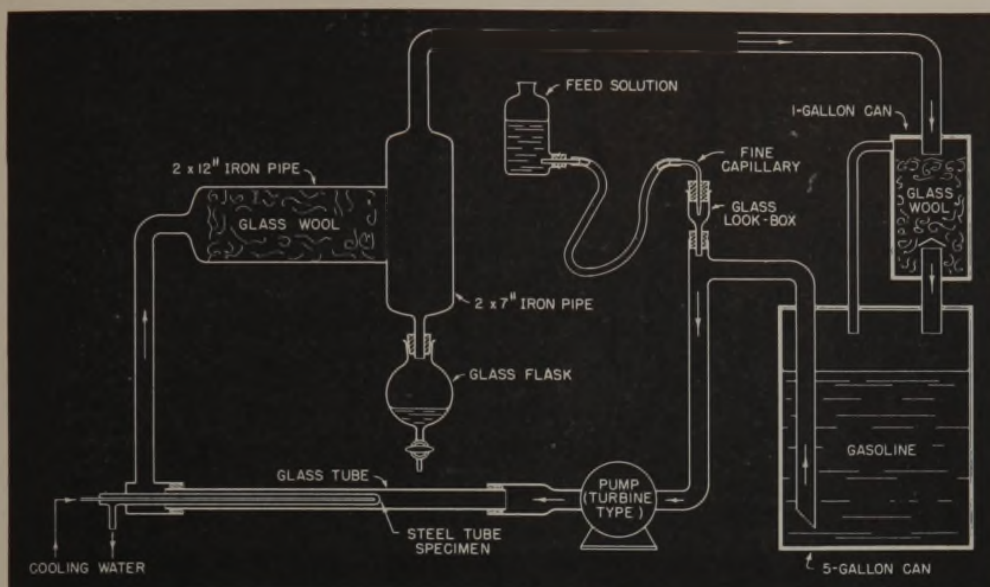 FEED SOLUTION
1-GALLON CAN
2 x 12" IRON PIPE
FINE
CAPILLARY
GLASS WOOL
GLASS
LOOK-BOX
GLASS
WOOL
2 x 7" IRON PIPE
GLASS FLASK
GASOLINE
GLASS TUBE
PUMP
(TURBINE
TYPE)
STEEL TUBE
SPECIMEN
COOLING WATER
5-GALLON CAN